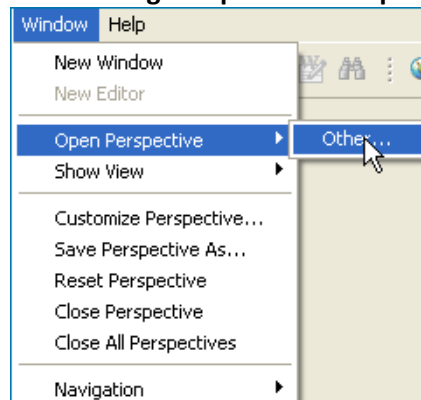 Window Help
New Window
New Editor
Open Perspective
Other...
Show View
Customize Perspective...
Save Perspective As...
Reset Perspective
Close Perspective
Close All Perspectives
Navigation